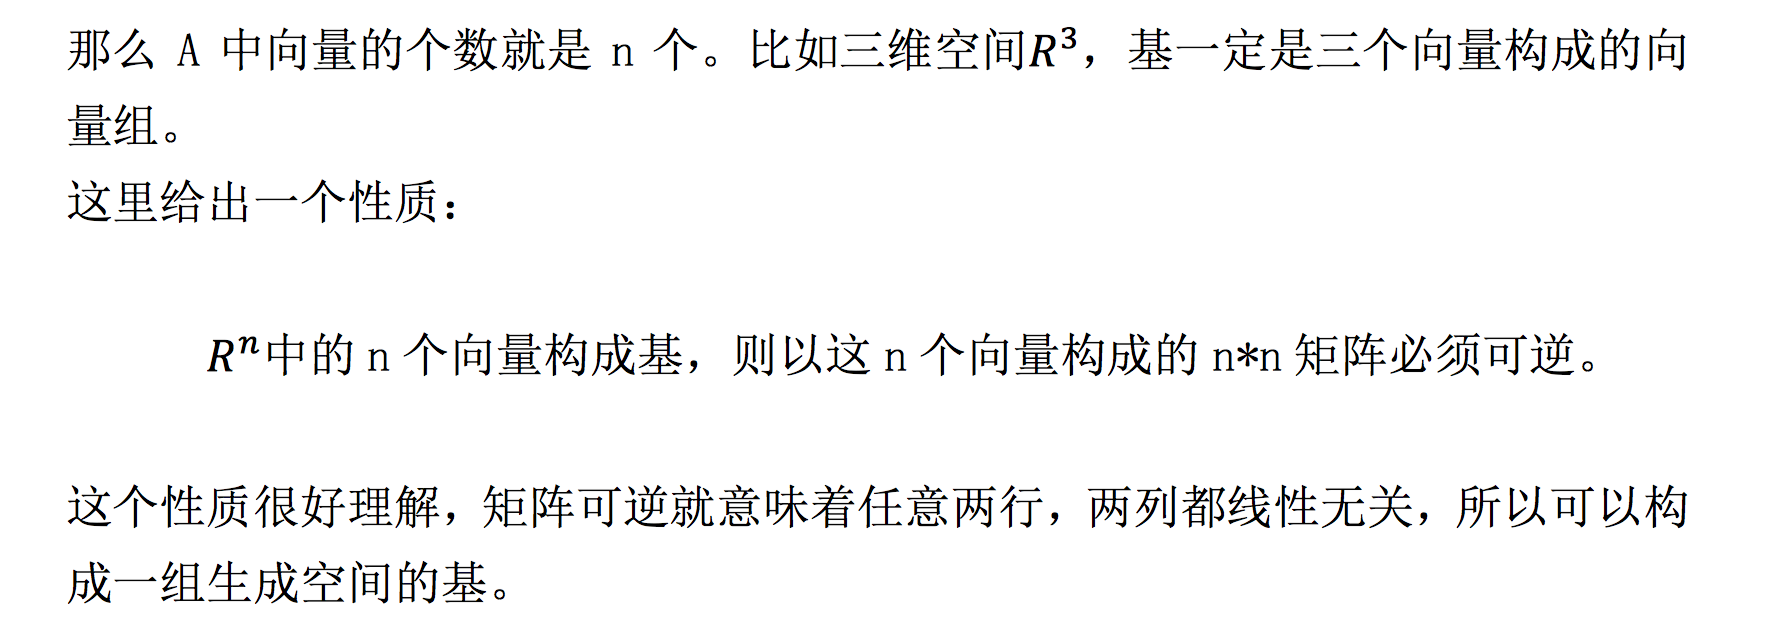 那么 A 中向量的个数就是 n 个。比如三维空间R³，基一定是三个向量构成的向
量组。
这里给出一个性质：
Rⁿ中的 n 个向量构成基，则以这 n 个向量构成的 n*n 矩阵必须可逆。
这个性质很好理解，矩阵可逆就意味着任意两行，两列都线性无关，所以可以构
成一组生成空间的基。